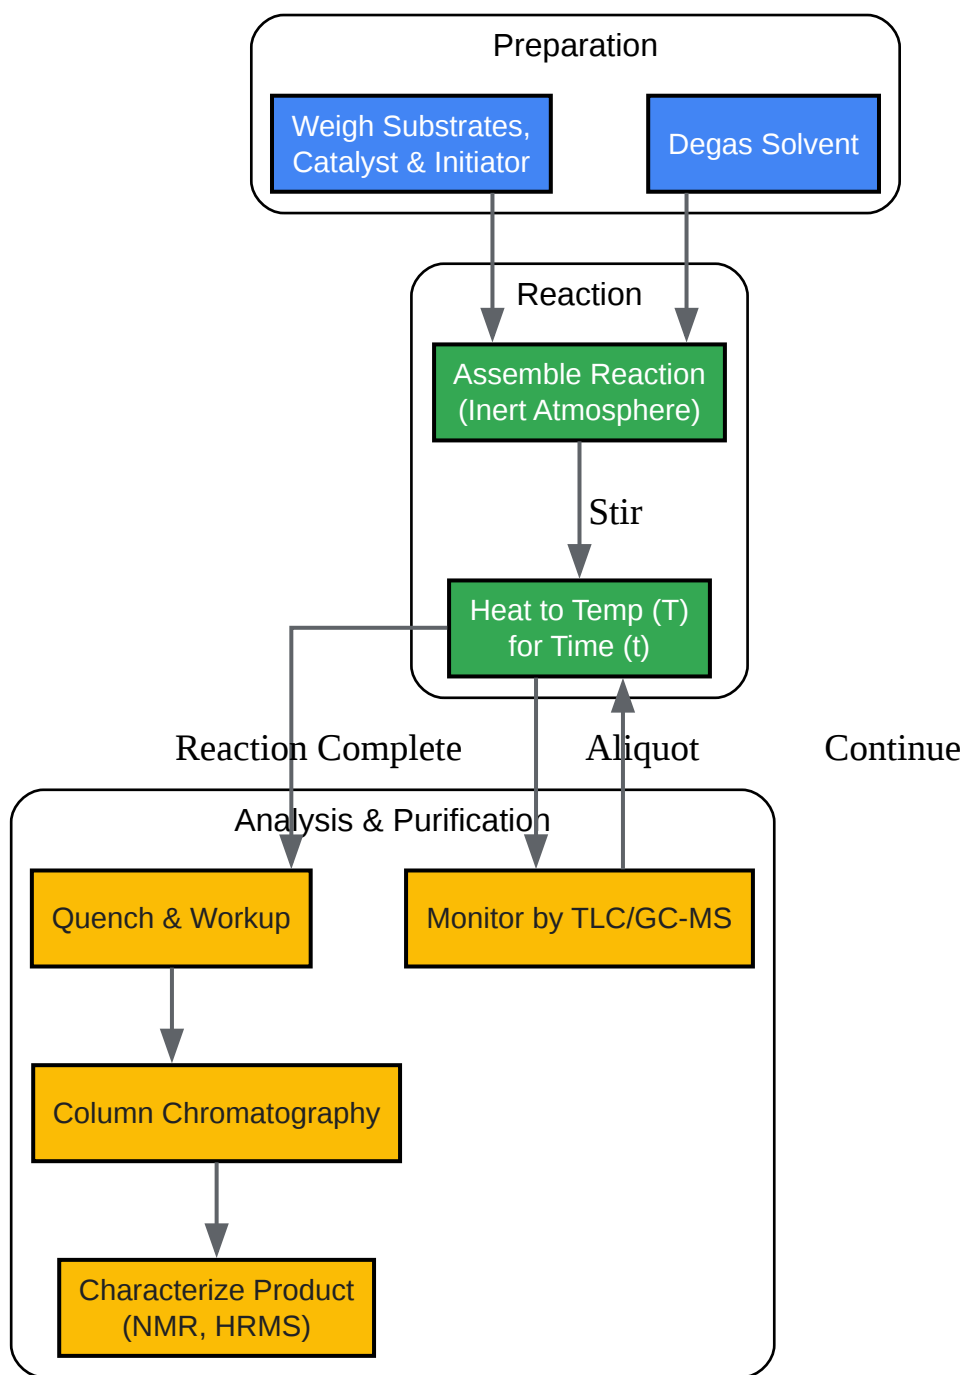 Preparation
Weigh Substrates,
Catalyst & Initiator
Degas Solvent
Reaction
Assemble Reaction
(Inert Atmosphere)
Stir
Heat to Temp (T)
for Time (t)
Reaction Complete
Aliquot
Continue
Analysis & Purification
Quench & Workup
Monitor by TLC/GC-MS
Column Chromatography
Characterize Product
(NMR, HRMS)